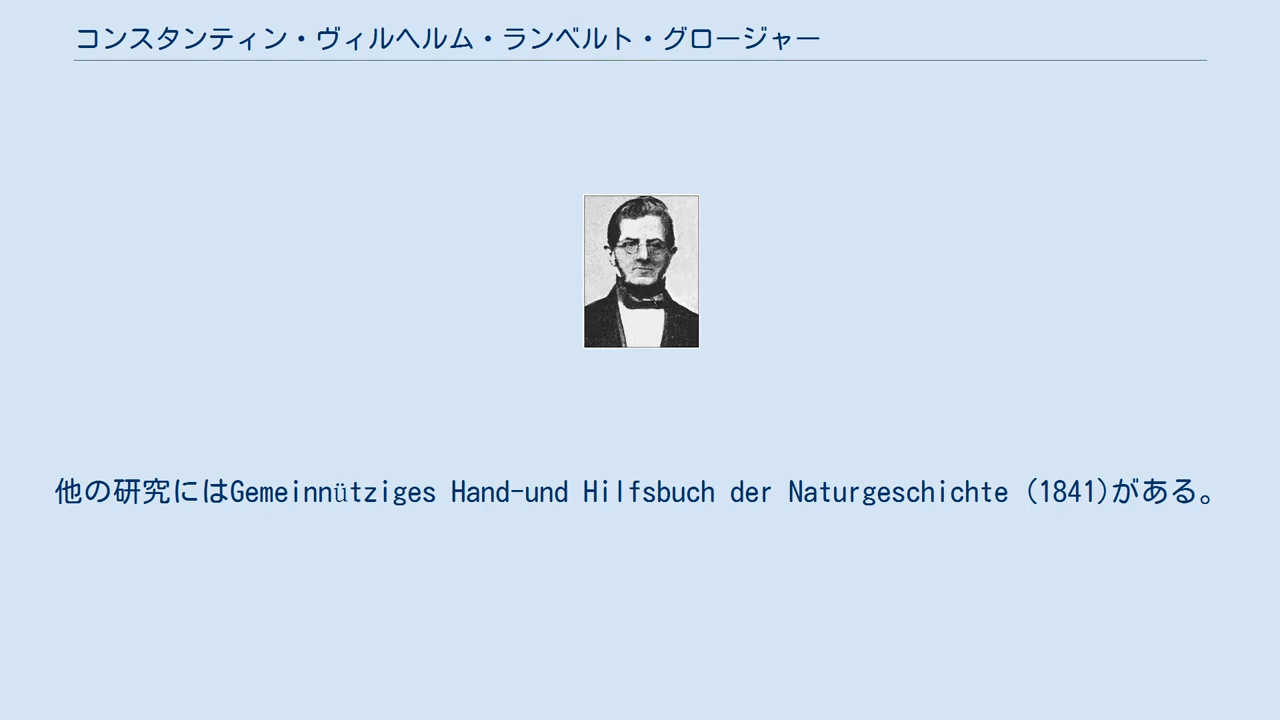 コンスタンティン・ヴィルヘルム・ランベルト・グロージャー
他の研究にはGemeinnütziges Hand-und Hilfsbuch der Naturgeschichte (1841)がある。